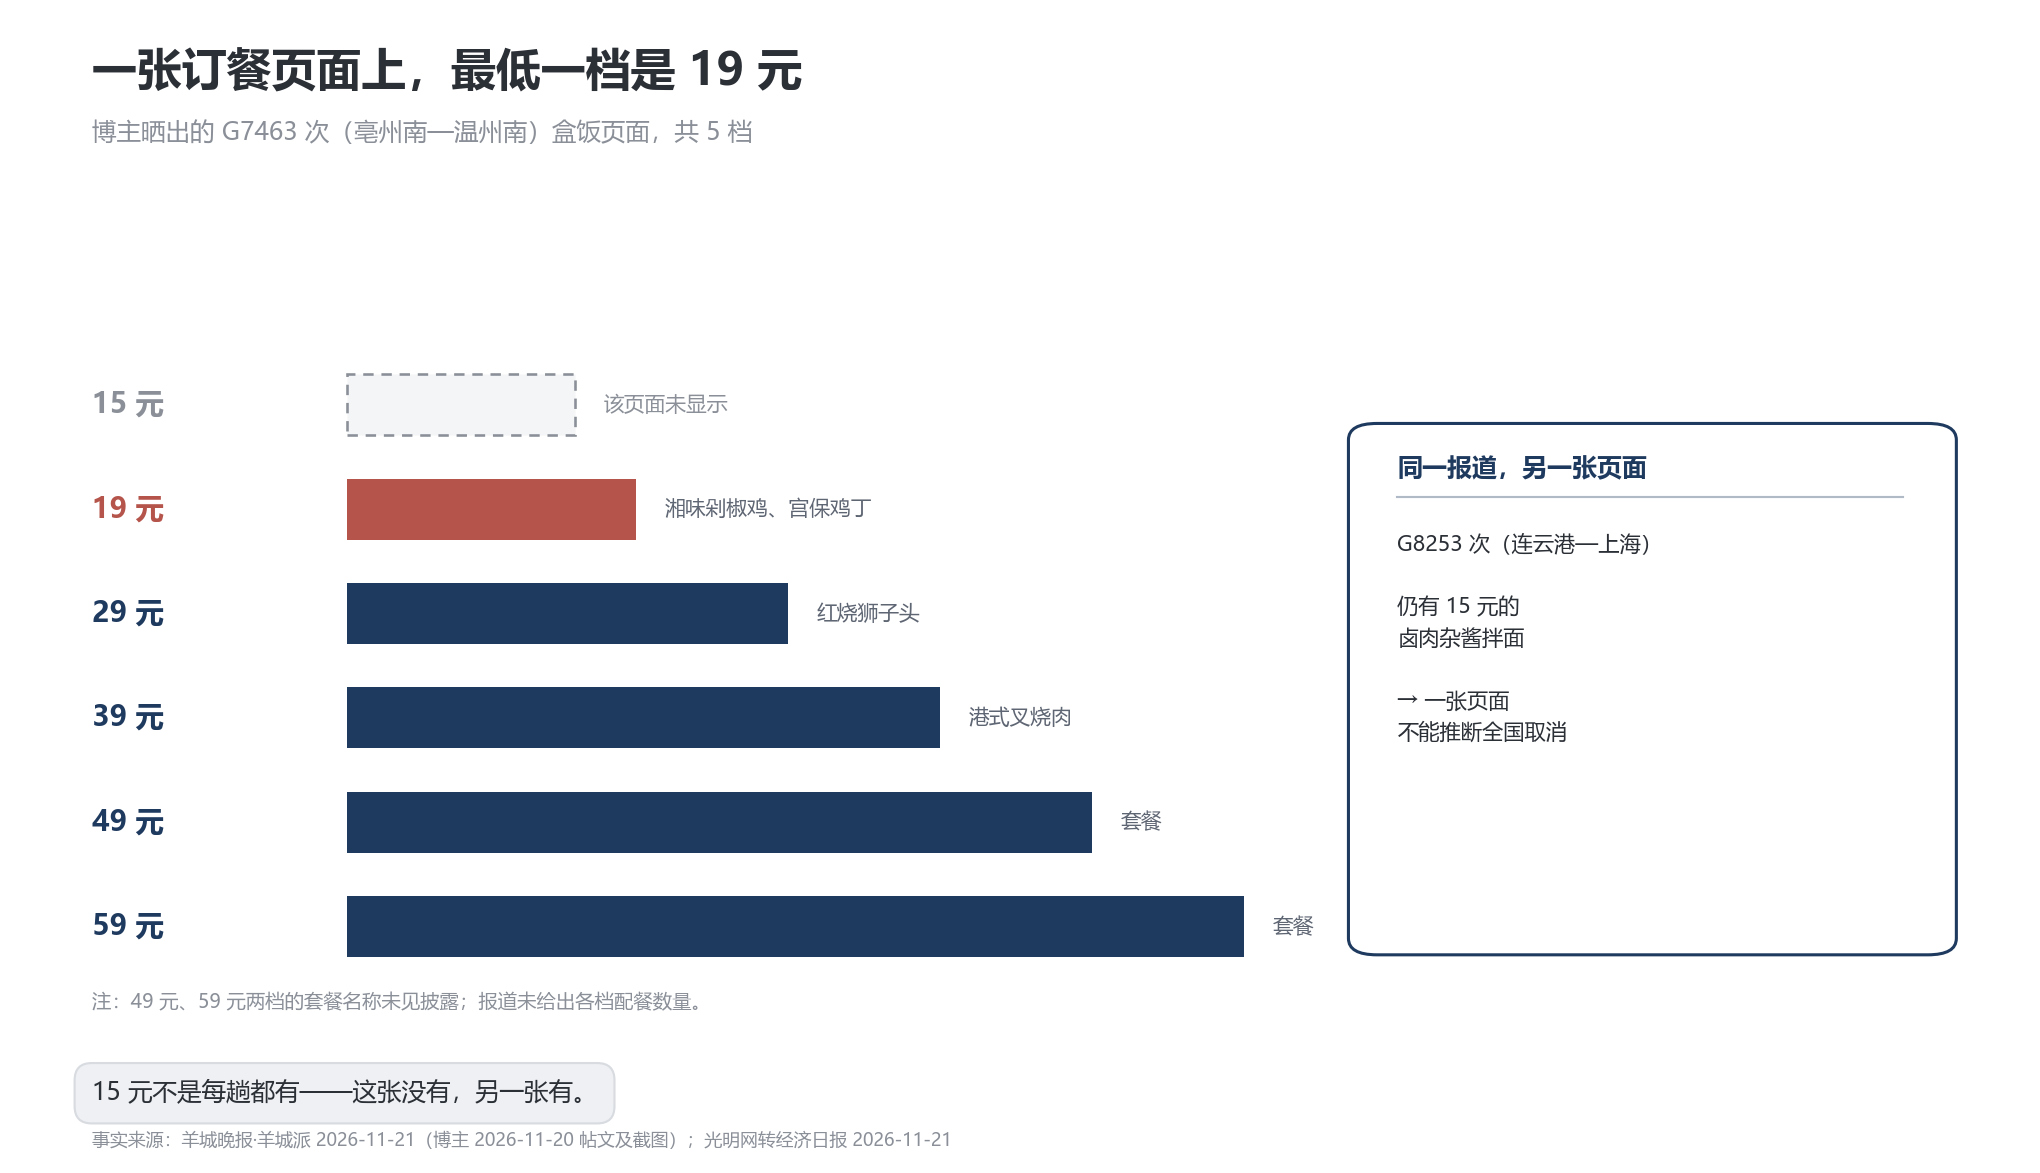 一张订餐页面上，最低一档是 19 元
博主晒出的 G7463 次（亳州南—温州南）盒饭页面，共 5 档
15 元
该页面未显示
19 元
湘味剁椒鸡、宫保鸡丁
29 元
红烧狮子头
39 元
港式叉烧肉
49 元
套餐
59 元
套餐
同一报道，另一张页面
G8253 次（连云港—上海）
仍有 15 元的
卤肉杂酱拌面
→ 一张页面
不能推断全国取消
注：49 元、59 元两档的套餐名称未见披露；报道未给出各档配餐数量。
15 元不是每趟都有——这张没有，另一张有。
事实来源：羊城晚报·羊城派 2026-11-21（博主 2026-11-20 帖文及截图）；光明网转经济日报 2026-11-21